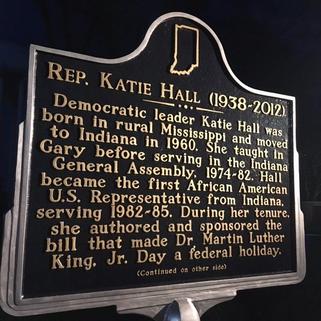 REP. KATIE HALL (1938-2012)
Democratic leader Katie Hall was
born in rural Mississippi and moved
to Indiana in 1960. She taught in
Gary before serving in the Indiana
General Assembly, 1974-82. Hall
became the first African American
U.S. Representative from Indiana,
serving 1982-85. During her tenure,
she authored and sponsored the
bill that made Dr. Martin Luther
King, Jr. Day a federal holiday.
(Continued on other side)